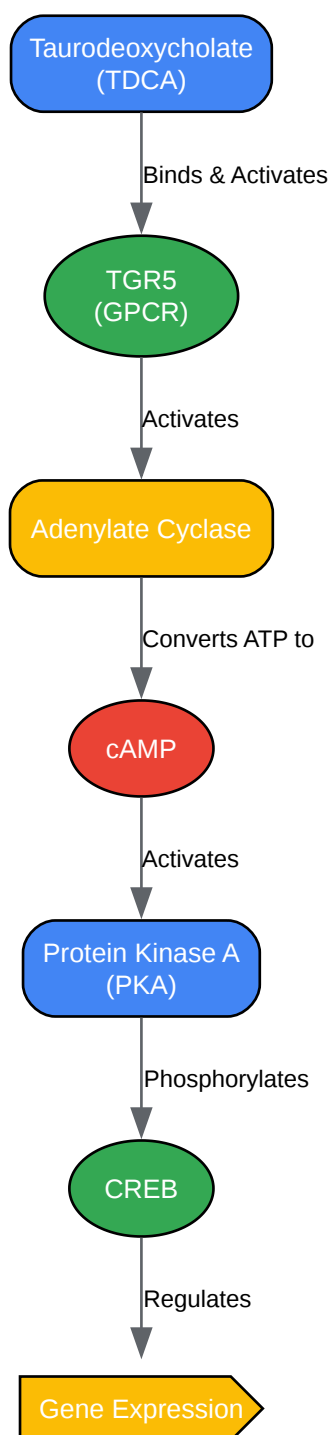 Taurodeoxycholate
(TDCA)
Binds & Activates
TGR5
(GPCR)
Activates
Adenylate Cyclase
Converts ATP to
cAMP
Activates
Protein Kinase A
(PKA)
Phosphorylates
CREB
Regulates
Gene Expression